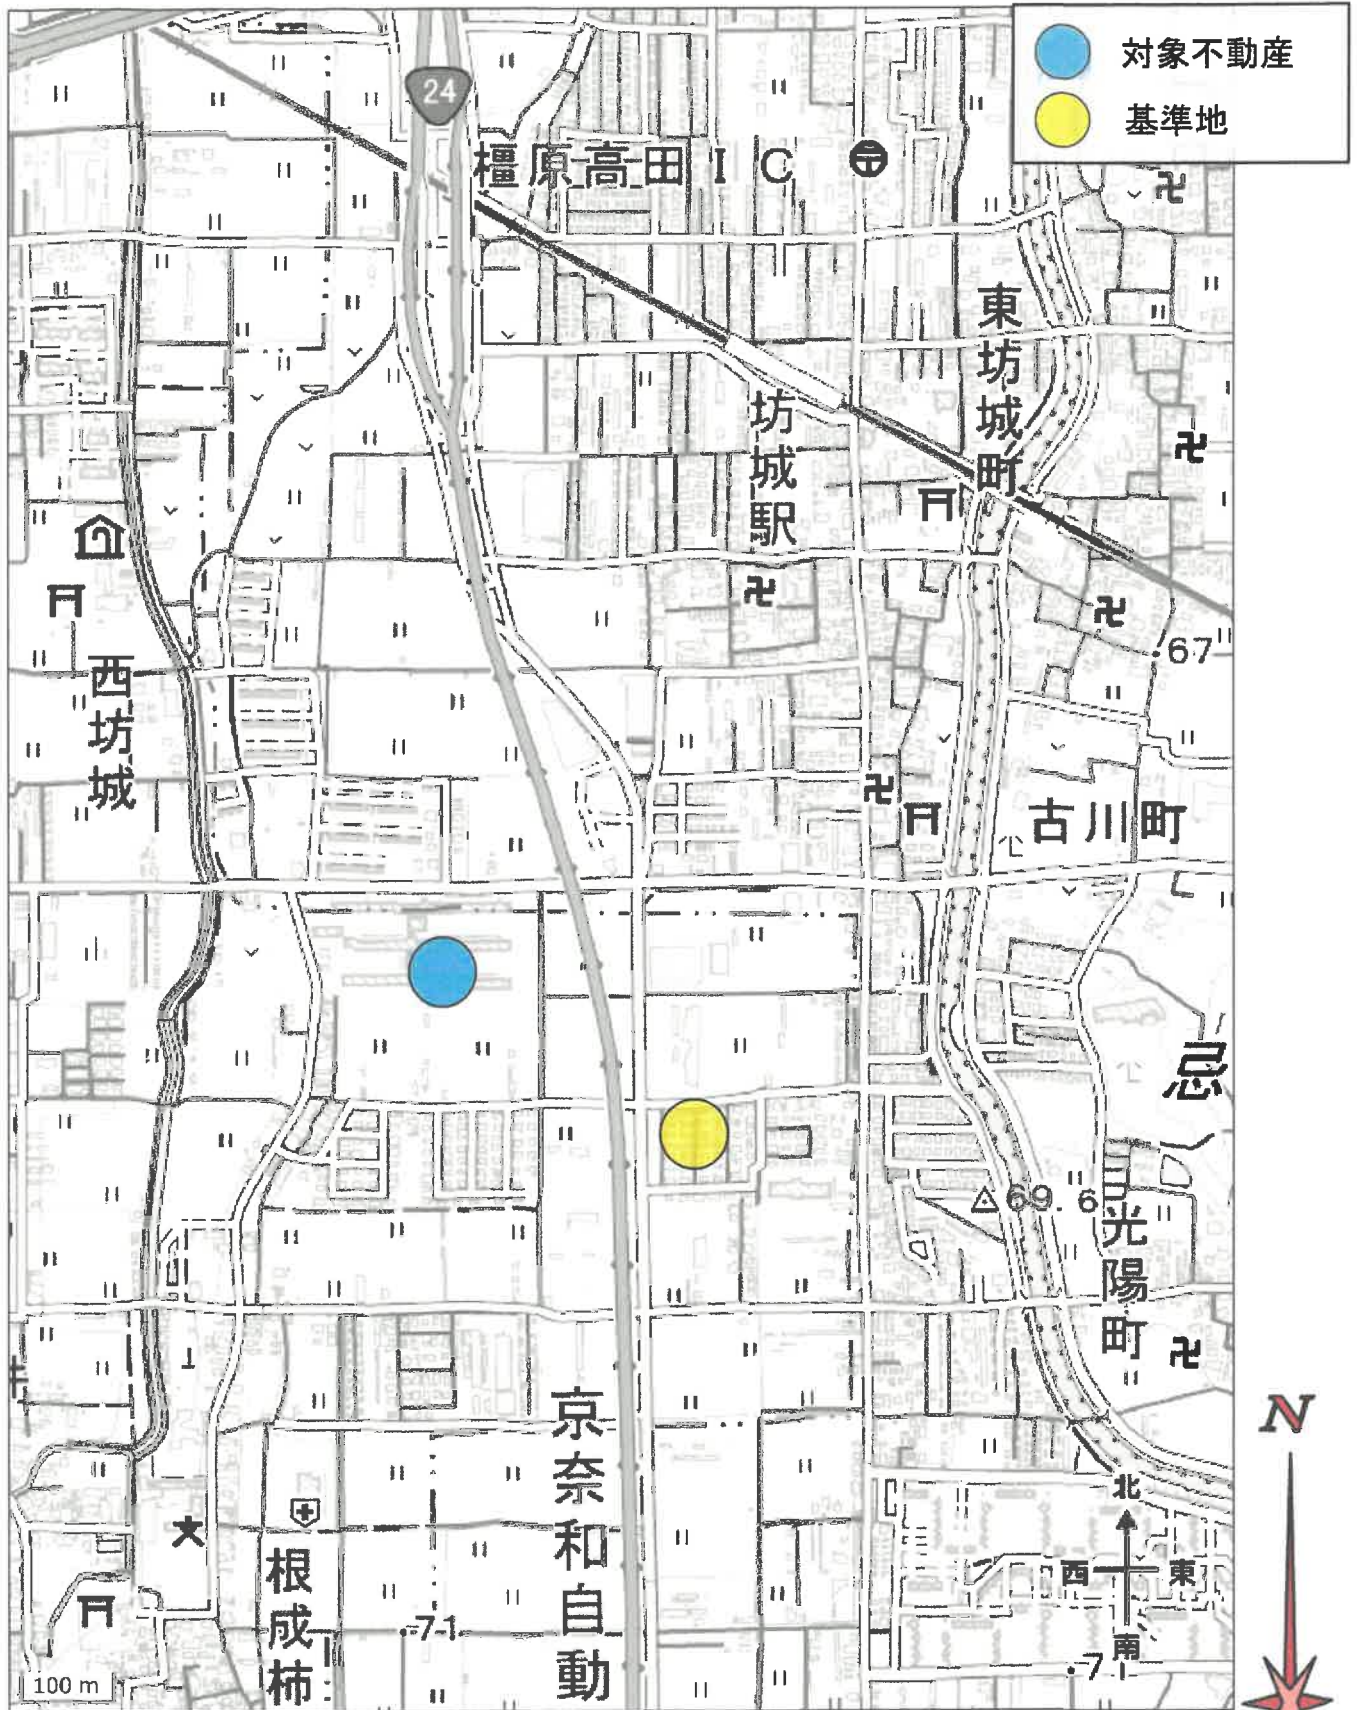 対象不動産
基準地
24
橿原高田IC
東坊城町
坊城駅
67
西坊城
古川町
忌
69.6
光陽町
京奈和自動
根成柿
71
71
100 m
N
北
西
東
南